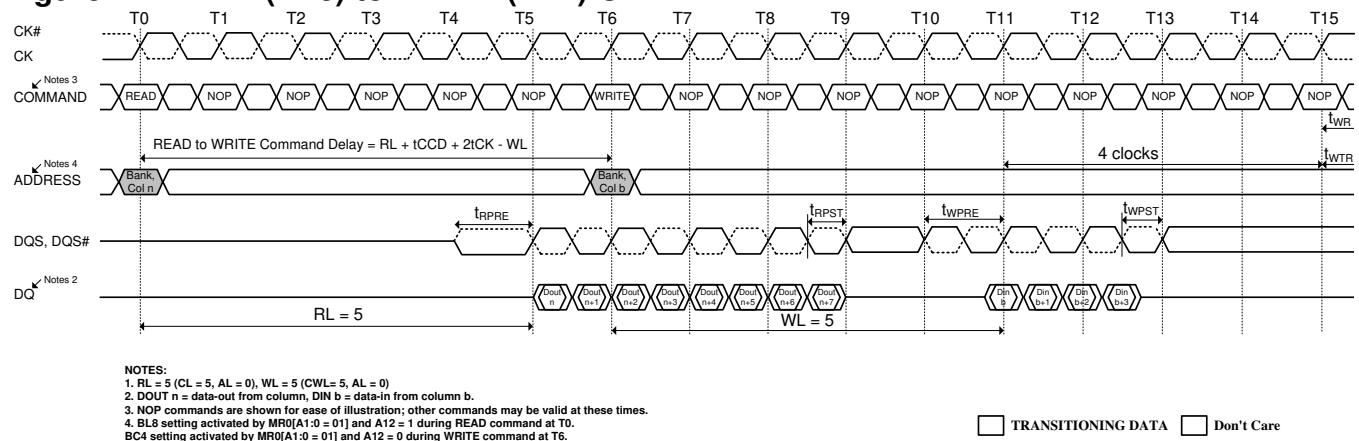 T0 T1 T2 T3 T4 T5 T6 T7 T8 T9 T10 T11 T12 T13 T14 T15
CK#
CK
Notes 3
COMMAND READ NOP NOP NOP NOP NOP WRITE NOP NOP NOP NOP NOP NOP NOP NOP NOP
tWR
READ to WRITE Command Delay = RL + tCCD + 2tCK - WL
4 clocks tWTR
Notes 4
ADDRESS Bank, Col n Bank, Col b
tRPRE tRPST tWPRE tWPST
DQS, DQS#
Notes 2
DQ Dout n Dout n+1 Dout n+2 Dout n+3 Dout n+4 Dout n+5 Dout n+6 Dout n+7 Din b Din b+1 Din b+2 Din b+3
RL = 5 WL = 5
NOTES:
1. RL = 5 (CL = 5, AL = 0), WL = 5 (CWL= 5, AL = 0)
2. DOUT n = data-out from column, DIN b = data-in from column b.
3. NOP commands are shown for ease of illustration; other commands may be valid at these times.
4. BL8 setting activated by MR0[A1:0 = 01] and A12 = 1 during READ command at T0.
BC4 setting activated by MR0[A1:0 = 01] and A12 = 0 during WRITE command at T6.
TRANSITIONING DATA Don't Care